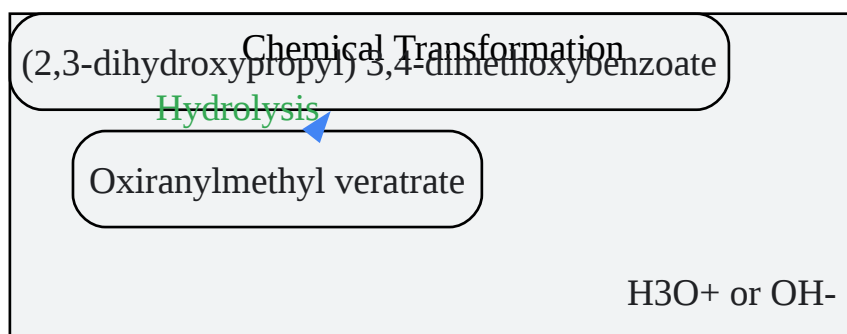 Chemical Transformation
(2,3-dihydroxypropyl) 3,4-dimethoxybenzoate
Hydrolysis
Oxiranylmethyl veratrate
H3O+ or OH-